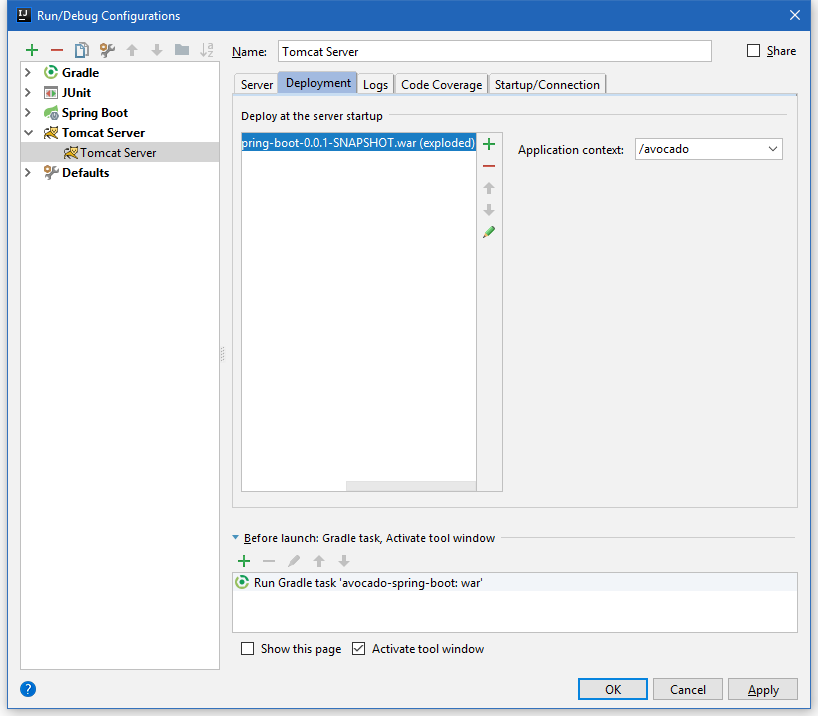 Run/Debug Configurations
Name: Tomcat Server Share
Gradle
JUnit
Spring Boot
Tomcat Server
Tomcat Server
Defaults
Server Deployment Logs Code Coverage Startup/Connection
Deploy at the server startup
pring-boot-0.0.1-SNAPSHOT.war (exploded)
Application context: /avocado
Before launch: Gradle task, Activate tool window
Run Gradle task 'avocado-spring-boot: war'
Show this page Activate tool window
? OK Cancel Apply